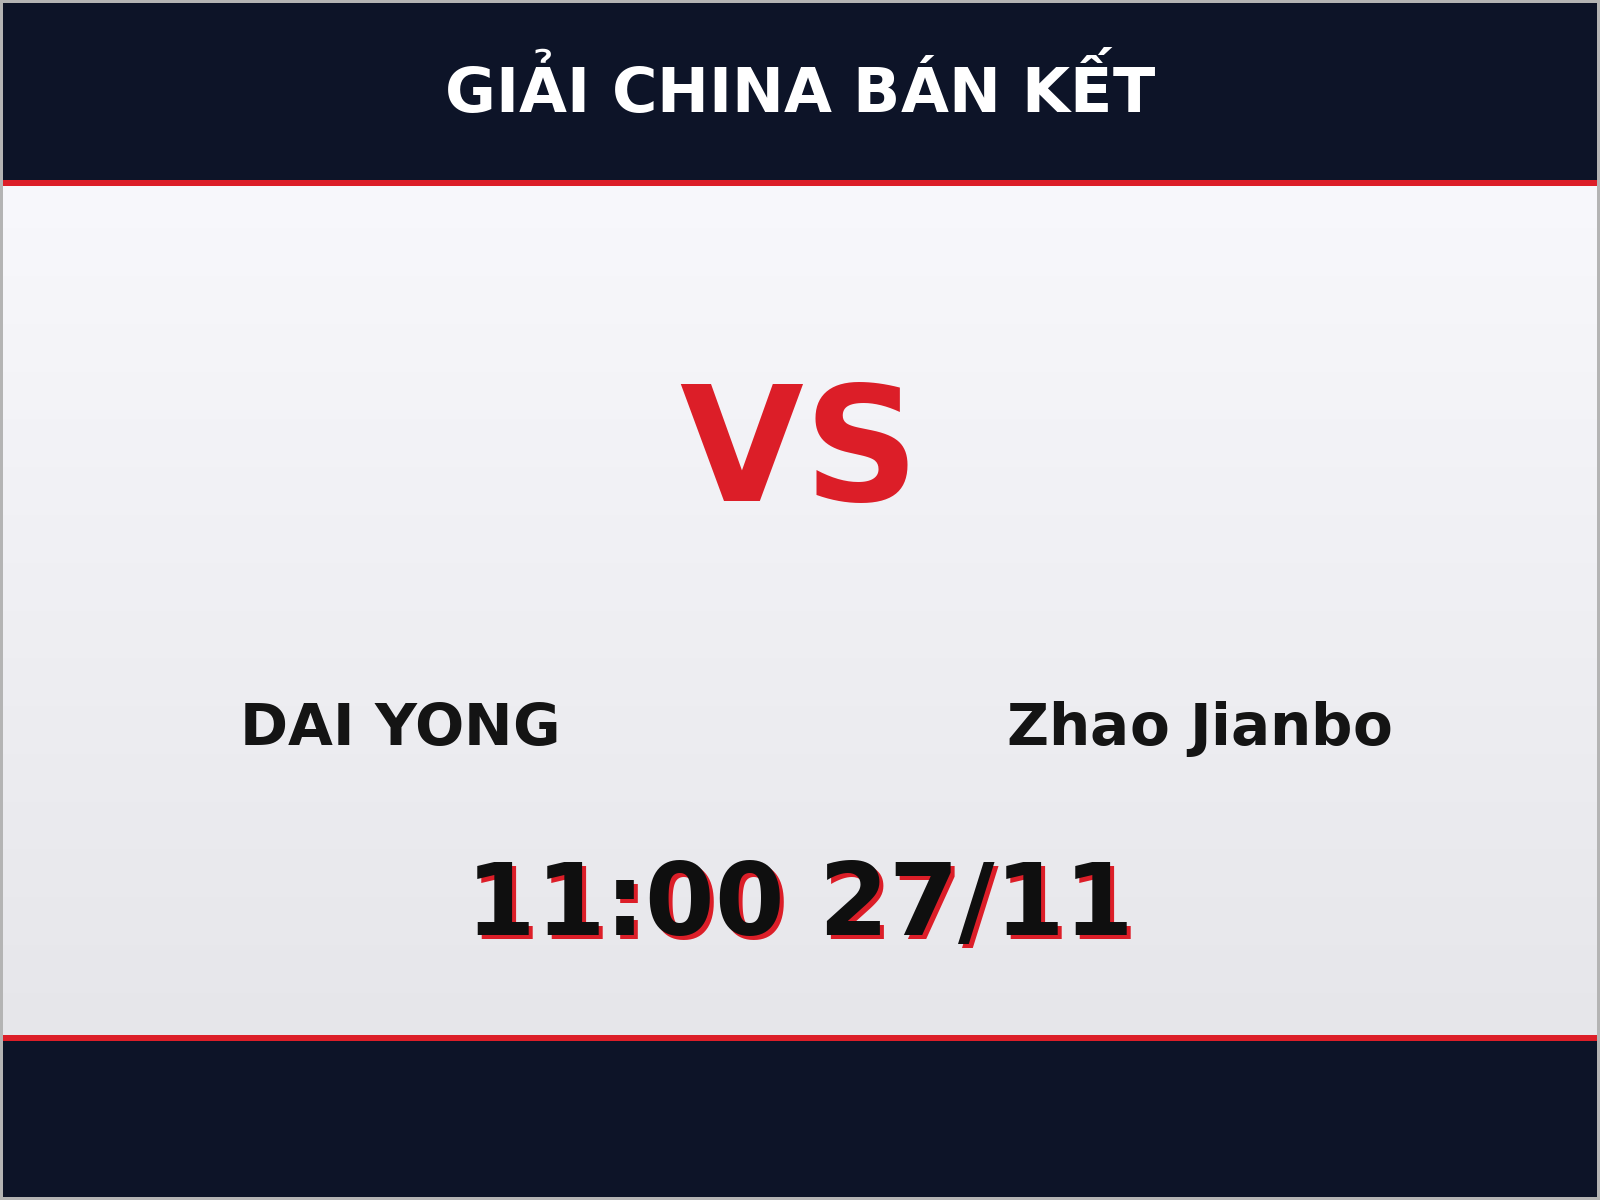 GIẢI CHINA BÁN KẾT
VS
DAI YONG
Zhao Jianbo
11:00 27/11